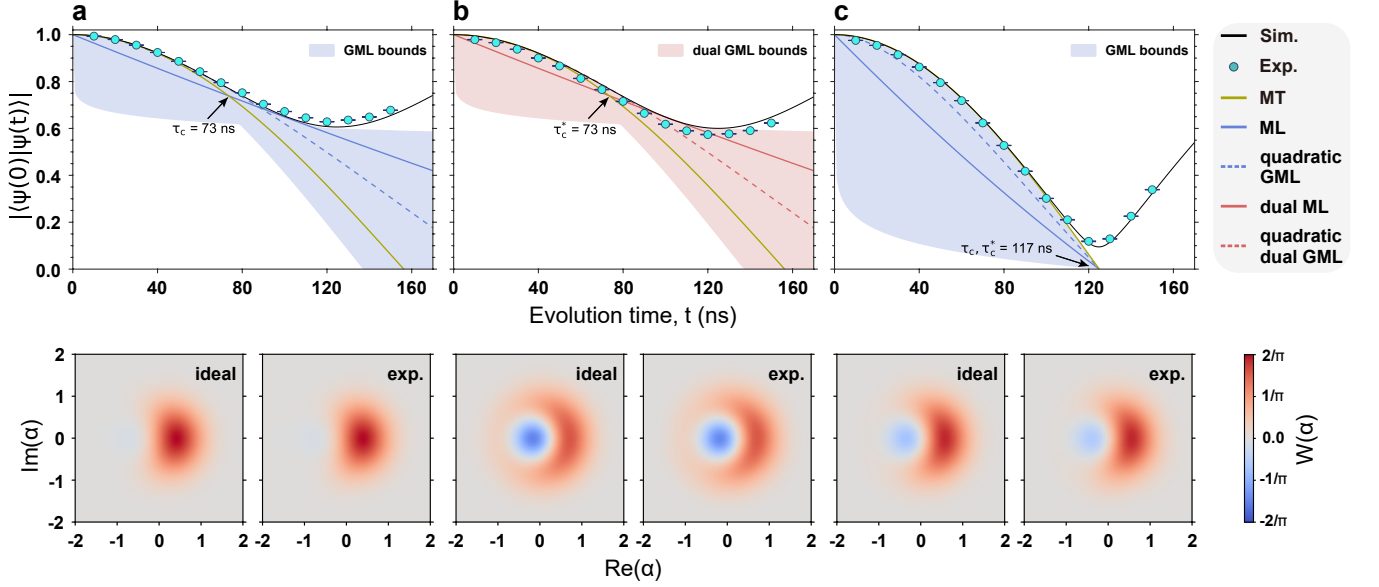 a
b
c
|⟨ψ(0)|ψ(t)⟩|
1.0
0.8
0.6
0.4
0.2
0.0
GML bounds
τc = 73 ns
0 40 80 120 160
dual GML bounds
τc* = 73 ns
0 40 80 120 160
GML bounds
τc, τc* = 117 ns
0 40 80 120 160
Evolution time, t (ns)
Sim.
Exp.
MT
ML
quadratic
GML
dual ML
quadratic
dual GML
Im(α)
2
1
0
-1
-2
ideal
exp.
ideal
exp.
ideal
exp.
-2 -1 0 1 2
-2 -1 0 1 2
-2 -1 0 1 2
-2 -1 0 1 2
-2 -1 0 1 2
-2 -1 0 1 2
Re(α)
2/π
1/π
0.0
-1/π
-2/π
W(α)